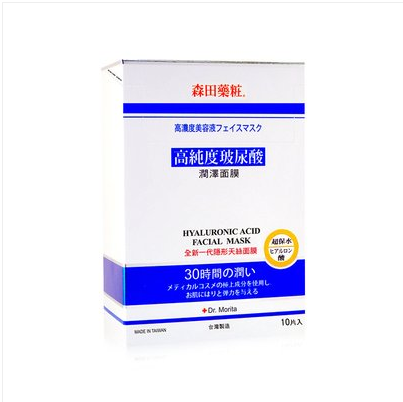 森田藥粧.
高濃度美容液フェイスマスク
高純度玻尿酸
潤澤面膜
HYALURONIC ACID
FACIAL MASK
全新一代隱形天絲面膜
超保水
ヒアルロン
酸
30時間の潤い
メディカルコスメの極上成分を使用し、
お肌にはりと弾力を与える
+Dr. Morita
MADE IN TAIWAN
台灣製造
10片入